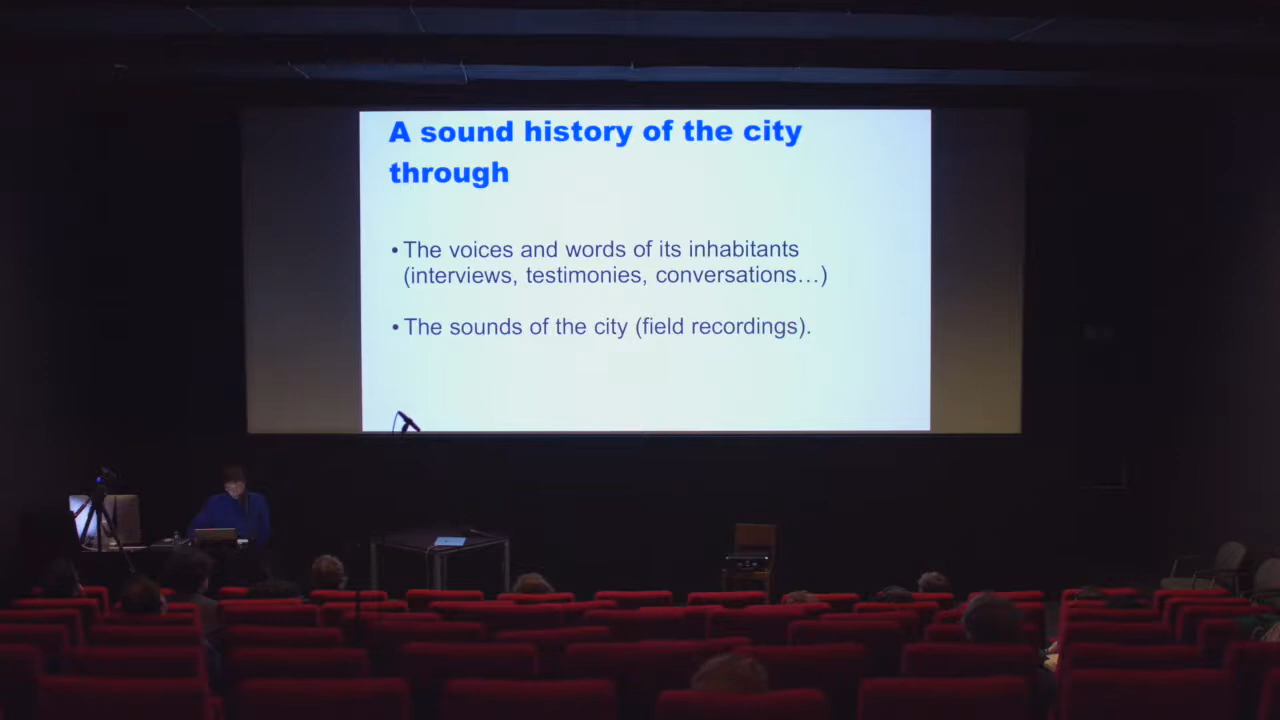 A sound history of the city
through
• The voices and words of its inhabitants
(interviews, testimonies, conversations…)
• The sounds of the city (field recordings).